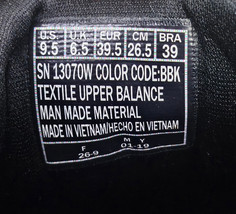 U.S. U.K. EUR CM BRA
9.5 6.5 39.5 26.5 39
SN 13070W COLOR CODE:BBK
TEXTILE UPPER BALANCE
MAN MADE MATERIAL
MADE IN VIETNAM/HECHO EN VIETNAM
F M Y
26-9 01-19